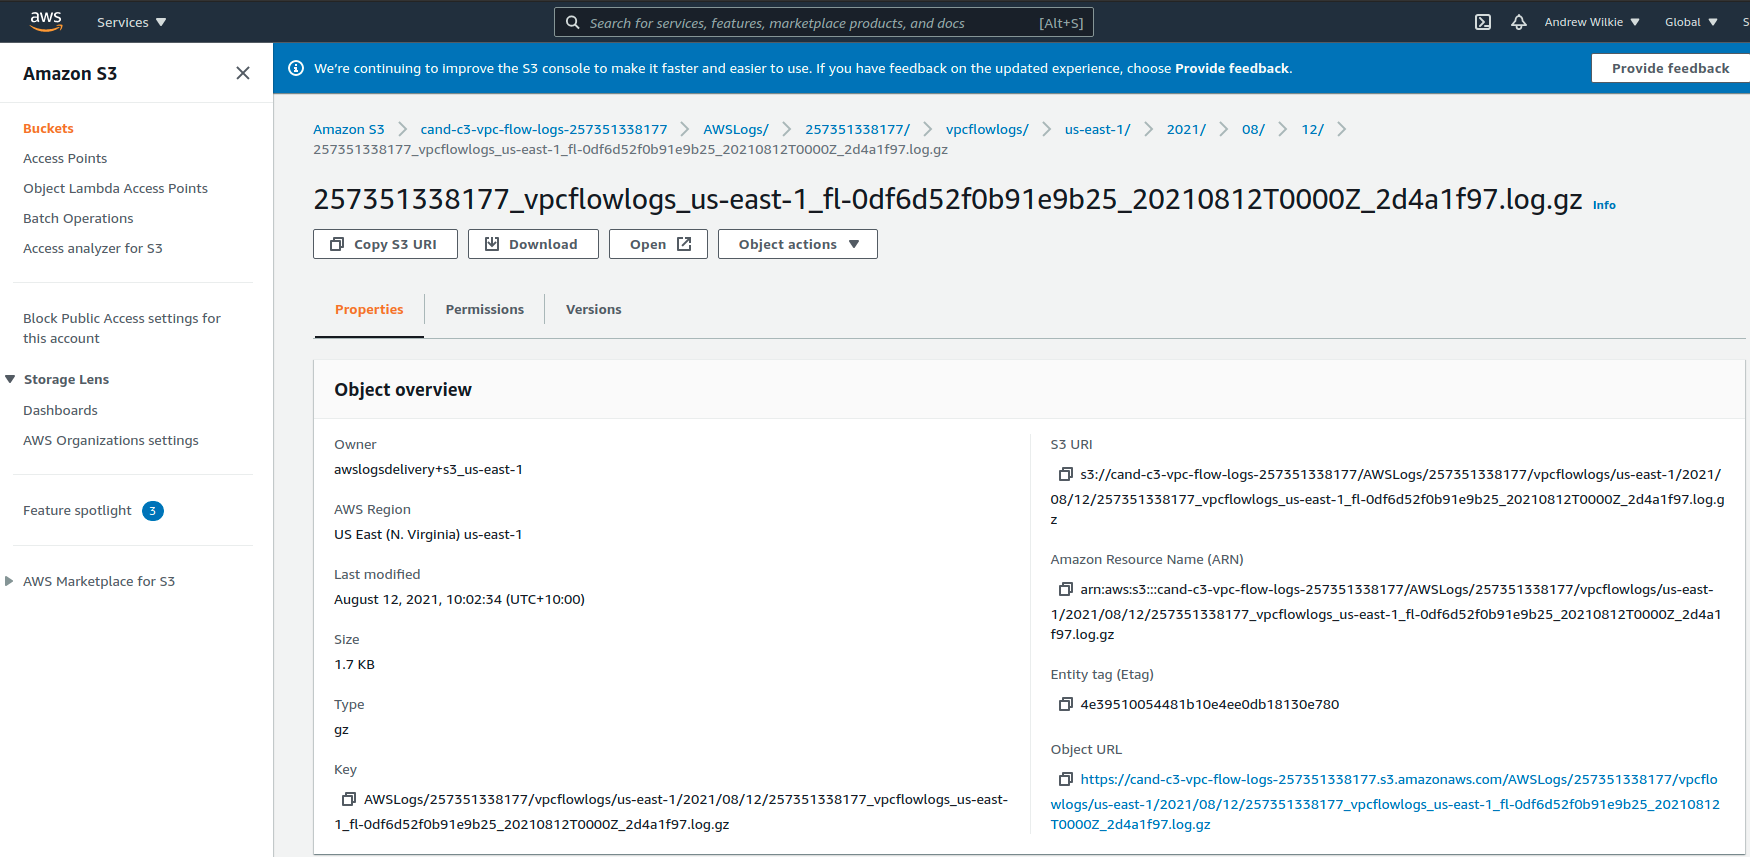 aws Services Search for services, features, marketplace products, and docs [Alt+S] Andrew Wilkie Global S
Amazon S3
We're continuing to improve the S3 console to make it faster and easier to use. If you have feedback on the updated experience, choose Provide feedback. Provide feedback
Buckets
Access Points
Object Lambda Access Points
Batch Operations
Access analyzer for S3
Block Public Access settings for
this account
Storage Lens
Dashboards
AWS Organizations settings
Feature spotlight 3
AWS Marketplace for S3
Amazon S3 cand-c3-vpc-flow-logs-257351338177 AWSLogs/ 257351338177/ vpcflowlogs/ us-east-1/ 2021/ 08/ 12/
257351338177_vpcflowlogs_us-east-1_fl-0df6d52f0b91e9b25_20210812T0000Z_2d4a1f97.log.gz
257351338177_vpcflowlogs_us-east-1_fl-0df6d52f0b91e9b25_20210812T0000Z_2d4a1f97.log.gz Info
Copy S3 URI Download Open Object actions
Properties Permissions Versions
Object overview
Owner
awslogsdelivery+s3_us-east-1
AWS Region
US East (N. Virginia) us-east-1
Last modified
August 12, 2021, 10:02:34 (UTC+10:00)
Size
1.7 KB
Type
gz
Key
AWSLogs/257351338177/vpcflowlogs/us-east-1/2021/08/12/257351338177_vpcflowlogs_us-east-
1_fl-0df6d52f0b91e9b25_20210812T0000Z_2d4a1f97.log.gz
S3 URI
s3://cand-c3-vpc-flow-logs-257351338177/AWSLogs/257351338177/vpcflowlogs/us-east-1/2021/
08/12/257351338177_vpcflowlogs_us-east-1_fl-0df6d52f0b91e9b25_20210812T0000Z_2d4a1f97.log.g
z
Amazon Resource Name (ARN)
arn:aws:s3:::cand-c3-vpc-flow-logs-257351338177/AWSLogs/257351338177/vpcflowlogs/us-east-
1/2021/08/12/257351338177_vpcflowlogs_us-east-1_fl-0df6d52f0b91e9b25_20210812T0000Z_2d4a1
f97.log.gz
Entity tag (Etag)
4e39510054481b10e4ee0db18130e780
Object URL
https://cand-c3-vpc-flow-logs-257351338177.s3.amazonaws.com/AWSLogs/257351338177/vpcflo
wlogs/us-east-1/2021/08/12/257351338177_vpcflowlogs_us-east-1_fl-0df6d52f0b91e9b25_20210812
T0000Z_2d4a1f97.log.gz